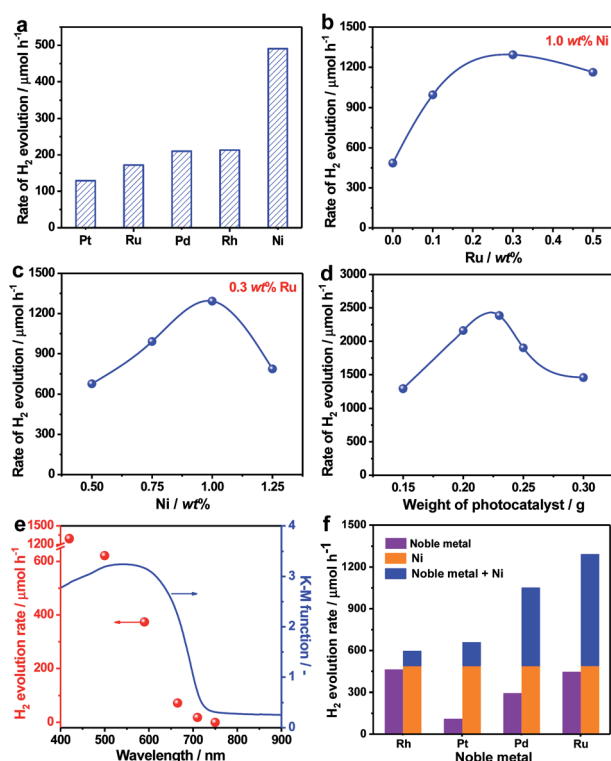 a
Rate of H2 evolution / μmol h-1
500
400
300
200
100
0
Pt Ru Pd Rh Ni
b
1.0 wt% Ni
Rate of H2 evolution / μmol h-1
1500
1200
900
600
300
0
0.0 0.1 0.2 0.3 0.4 0.5
Ru / wt%
c
0.3 wt% Ru
Rate of H2 evolution / μmol h-1
1500
1200
900
600
300
0
0.50 0.75 1.00 1.25
Ni / wt%
d
Rate of H2 evolution / μmol h-1
3000
2500
2000
1500
1000
500
0
0.15 0.20 0.25 0.30
Weight of photocatalyst / g
e
H2 evolution rate / μmol h-1
1500
1200
600
400
200
0
4
3
2
1
0
K-M function / -
400 500 600 700 800 900
Wavelength / nm
f
Noble metal
Ni
Noble metal + Ni
H2 evolution rate / μmol h-1
1500
1200
900
600
300
0
Rh Pt Pd Ru
Noble metal